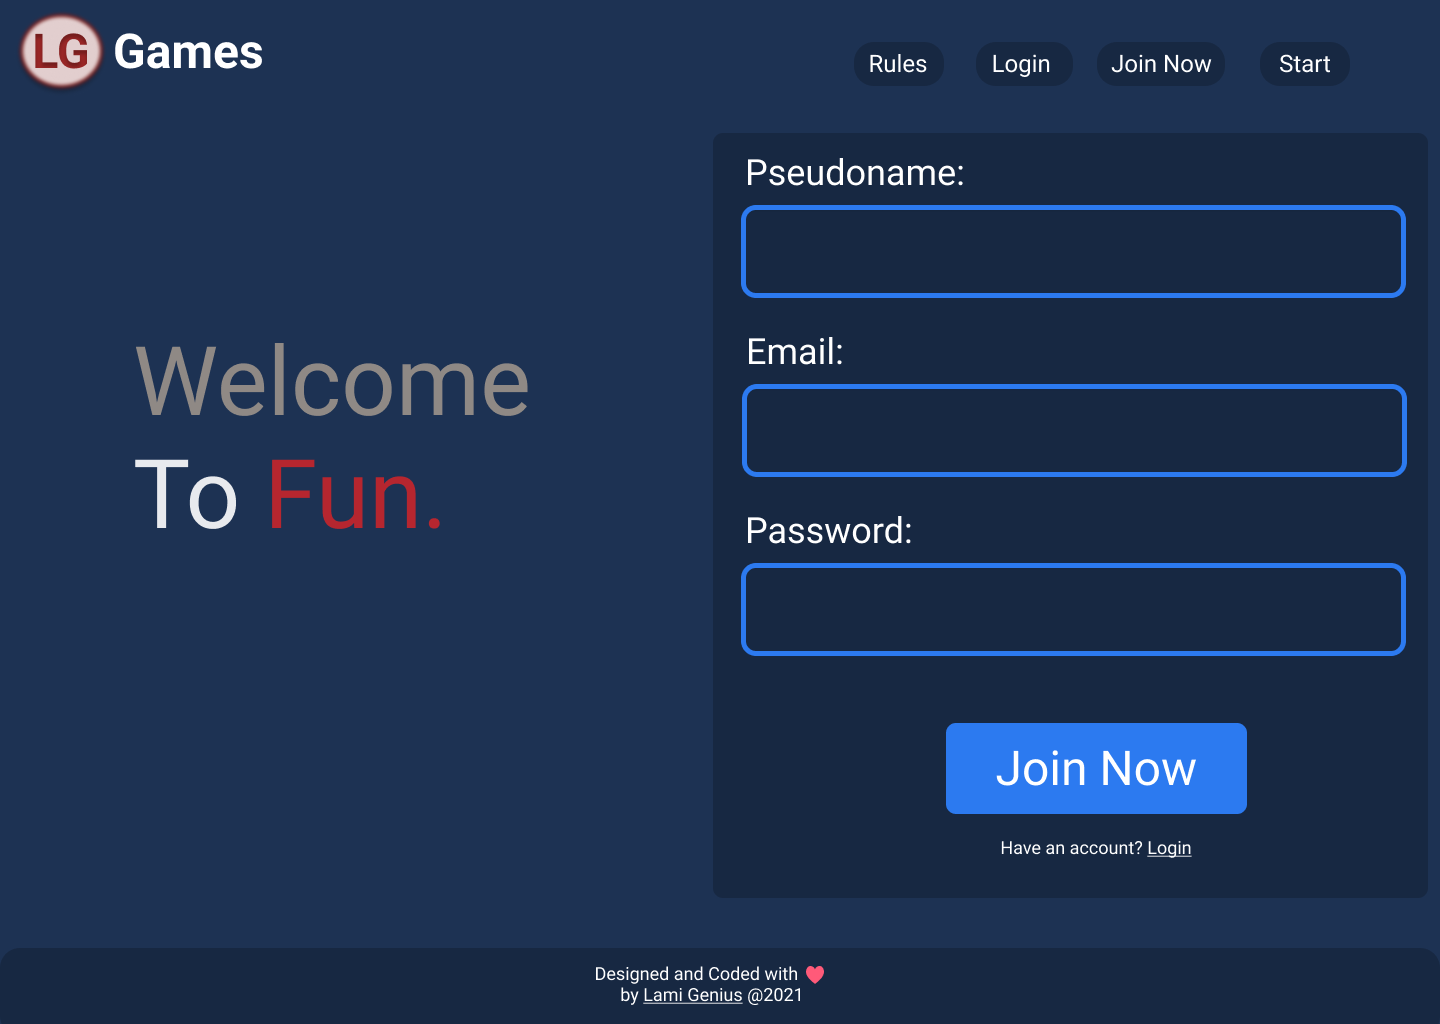 LG Games
Rules
Login
Join Now
Start
Welcome
To Fun.
Pseudoname:
Email:
Password:
Join Now
Have an account? Login
Designed and Coded with
by Lami Genius @2021